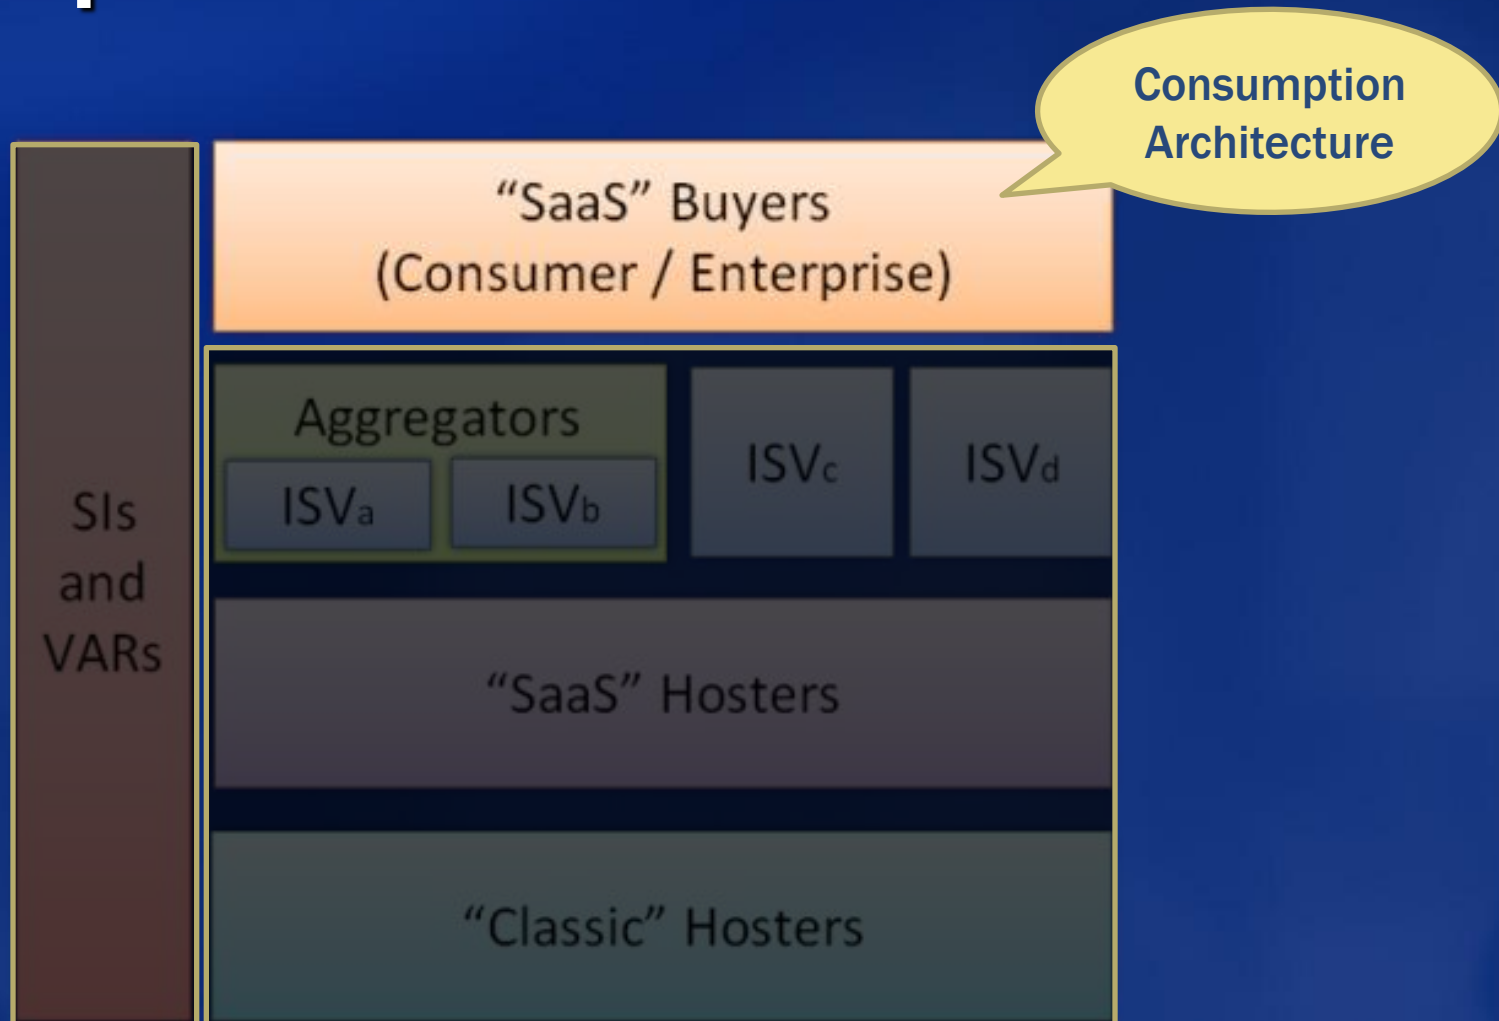 Consumption
Architecture
“SaaS” Buyers
(Consumer / Enterprise)
SIs
and
VARs
Aggregators
ISVa
ISVb
ISVc
ISVd
“SaaS” Hosters
“Classic” Hosters